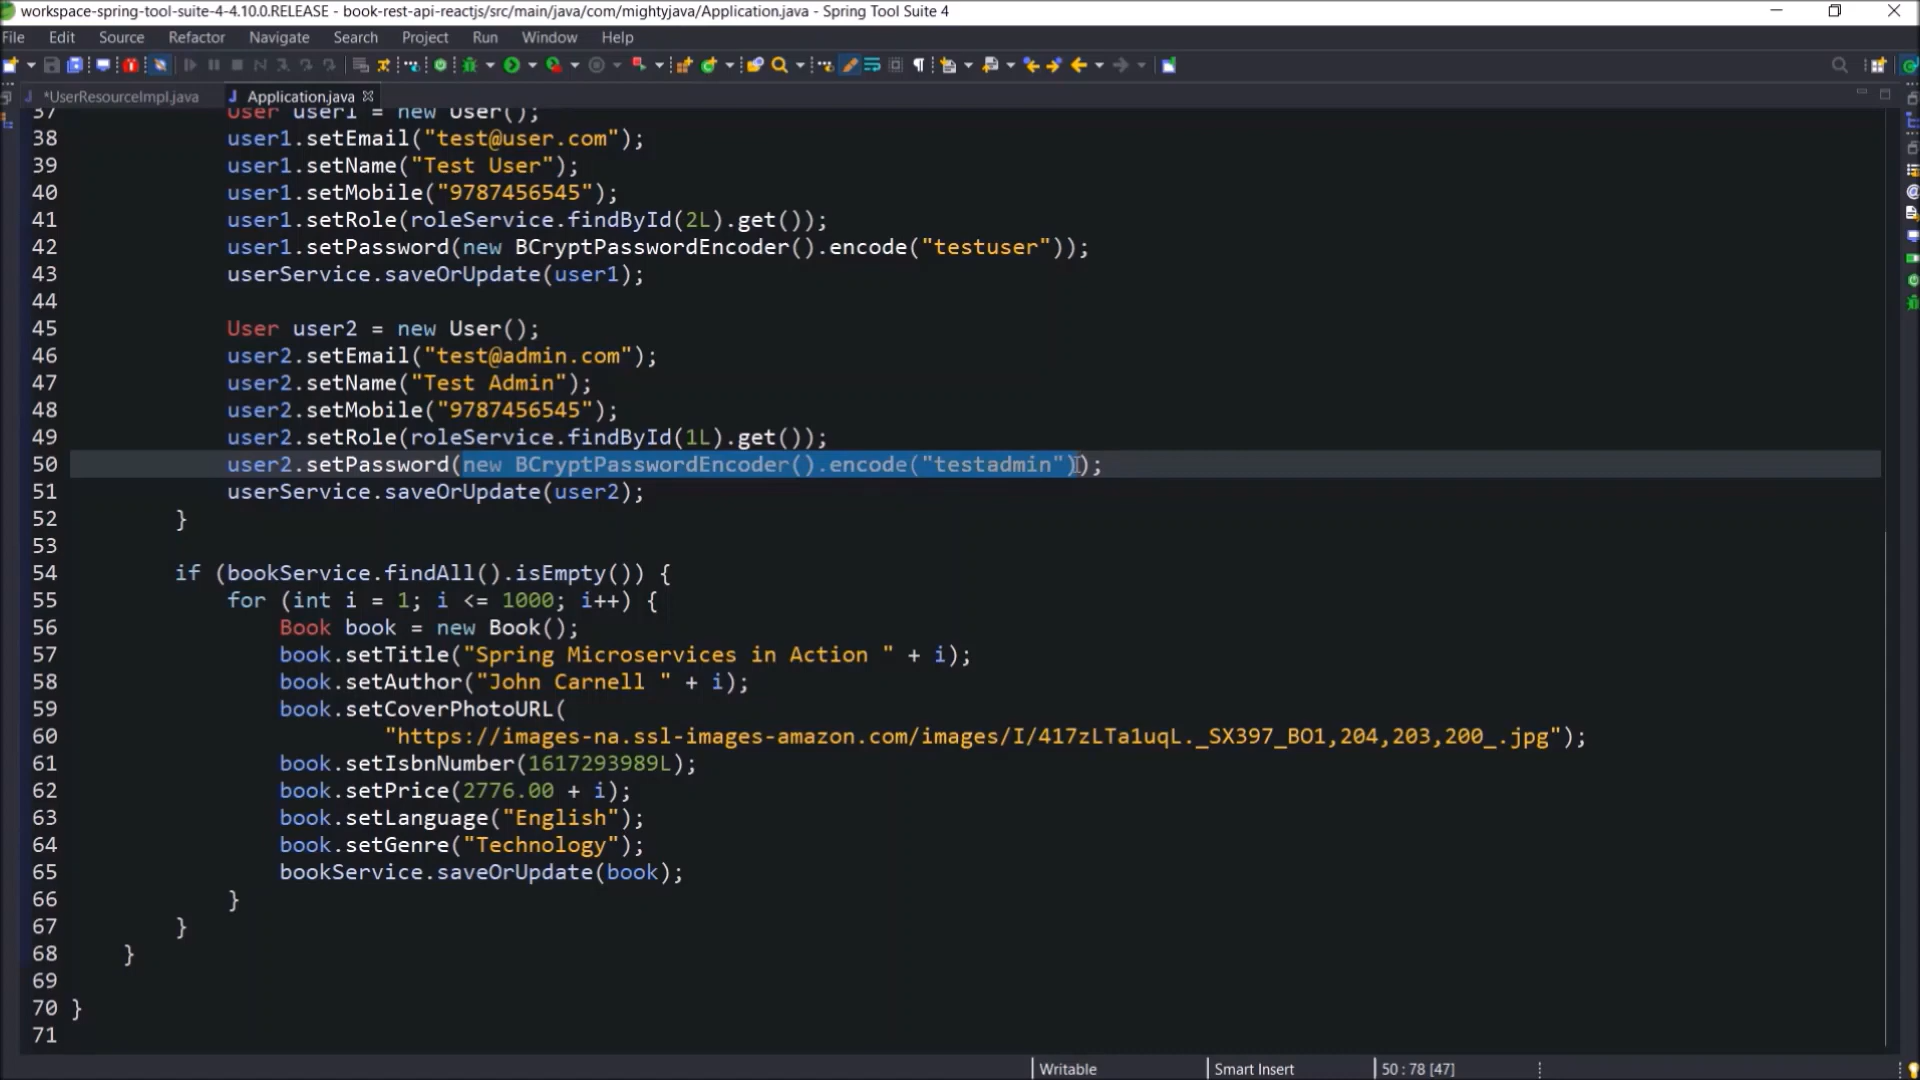 workspace-spring-tool-suite-4-4.10.0.RELEASE - book-rest-api-reactjs/src/main/java/com/mightyjava/Application.java - Spring Tool Suite 4
File Edit Source Refactor Navigate Search Project Run Window Help
*UserResourceImpl.java Application.java
37 User user1 = new User();
38 user1.setEmail("test@user.com");
39 user1.setName("Test User");
40 user1.setMobile("9787456545");
41 user1.setRole(roleService.findById(2L).get());
42 user1.setPassword(new BCryptPasswordEncoder().encode("testuser"));
43 userService.saveOrUpdate(user1);
44
45 User user2 = new User();
46 user2.setEmail("test@admin.com");
47 user2.setName("Test Admin");
48 user2.setMobile("9787456545");
49 user2.setRole(roleService.findById(1L).get());
50 user2.setPassword(new BCryptPasswordEncoder().encode("testadmin"));
51 userService.saveOrUpdate(user2);
52 }
53
54 if (bookService.findAll().isEmpty()) {
55 for (int i = 1; i <= 1000; i++) {
56 Book book = new Book();
57 book.setTitle("Spring Microservices in Action " + i);
58 book.setAuthor("John Carnell " + i);
59 book.setCoverPhotoURL(
60 "https://images-na.ssl-images-amazon.com/images/I/417zLTa1uqL._SX397_BO1,204,203,200_.jpg");
61 book.setIsbnNumber(1617293989L);
62 book.setPrice(2776.00 + i);
63 book.setLanguage("English");
64 book.setGenre("Technology");
65 bookService.saveOrUpdate(book);
66 }
67 }
68 }
69
70 }
71
Writable Smart Insert 50 : 78 [47]